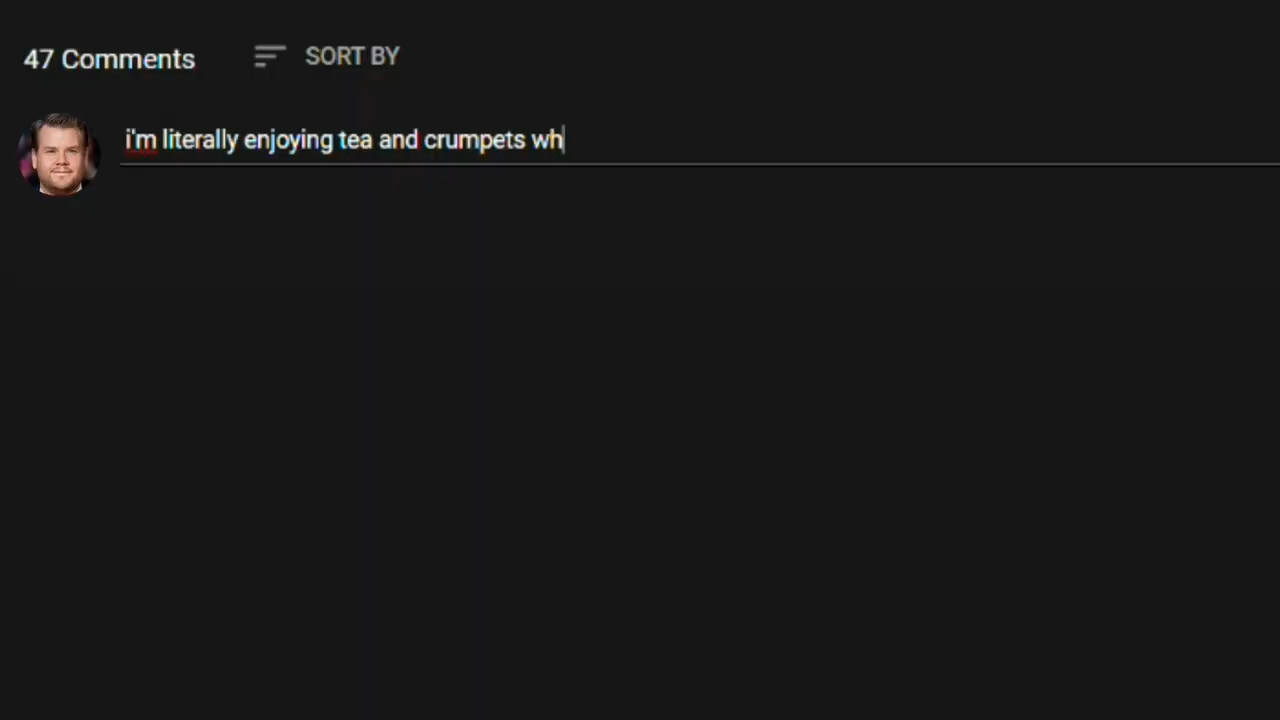 47 Comments SORT BY
i'm literally enjoying tea and crumpets wh